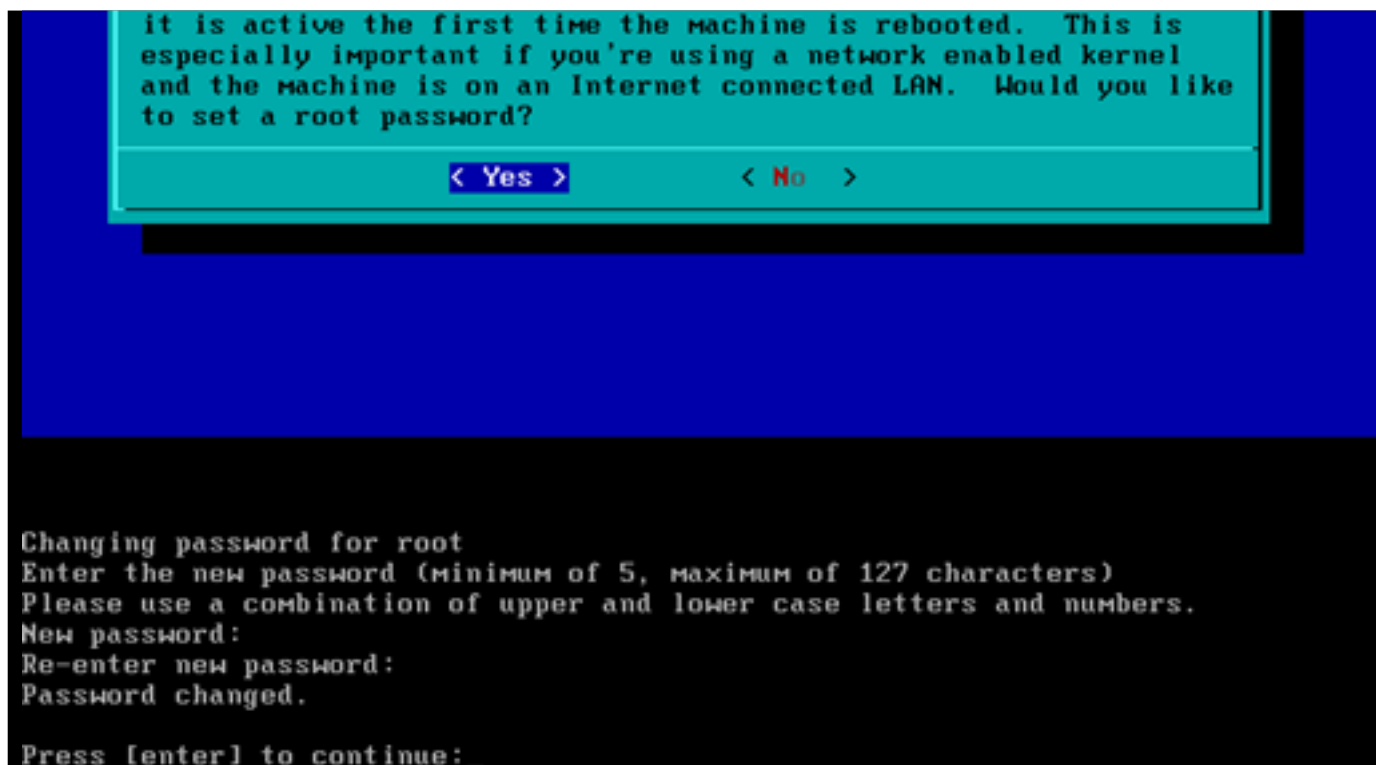 it is active the first time the machine is rebooted.  This is
especially important if you're using a network enabled kernel
and the machine is on an Internet connected LAN.  Would you like
to set a root password?
< Yes > < No >
Changing password for root
Enter the new password (minimum of 5, maximum of 127 characters)
Please use a combination of upper and lower case letters and numbers.
New password:
Re-enter new password:
Password changed.
Press [enter] to continue: